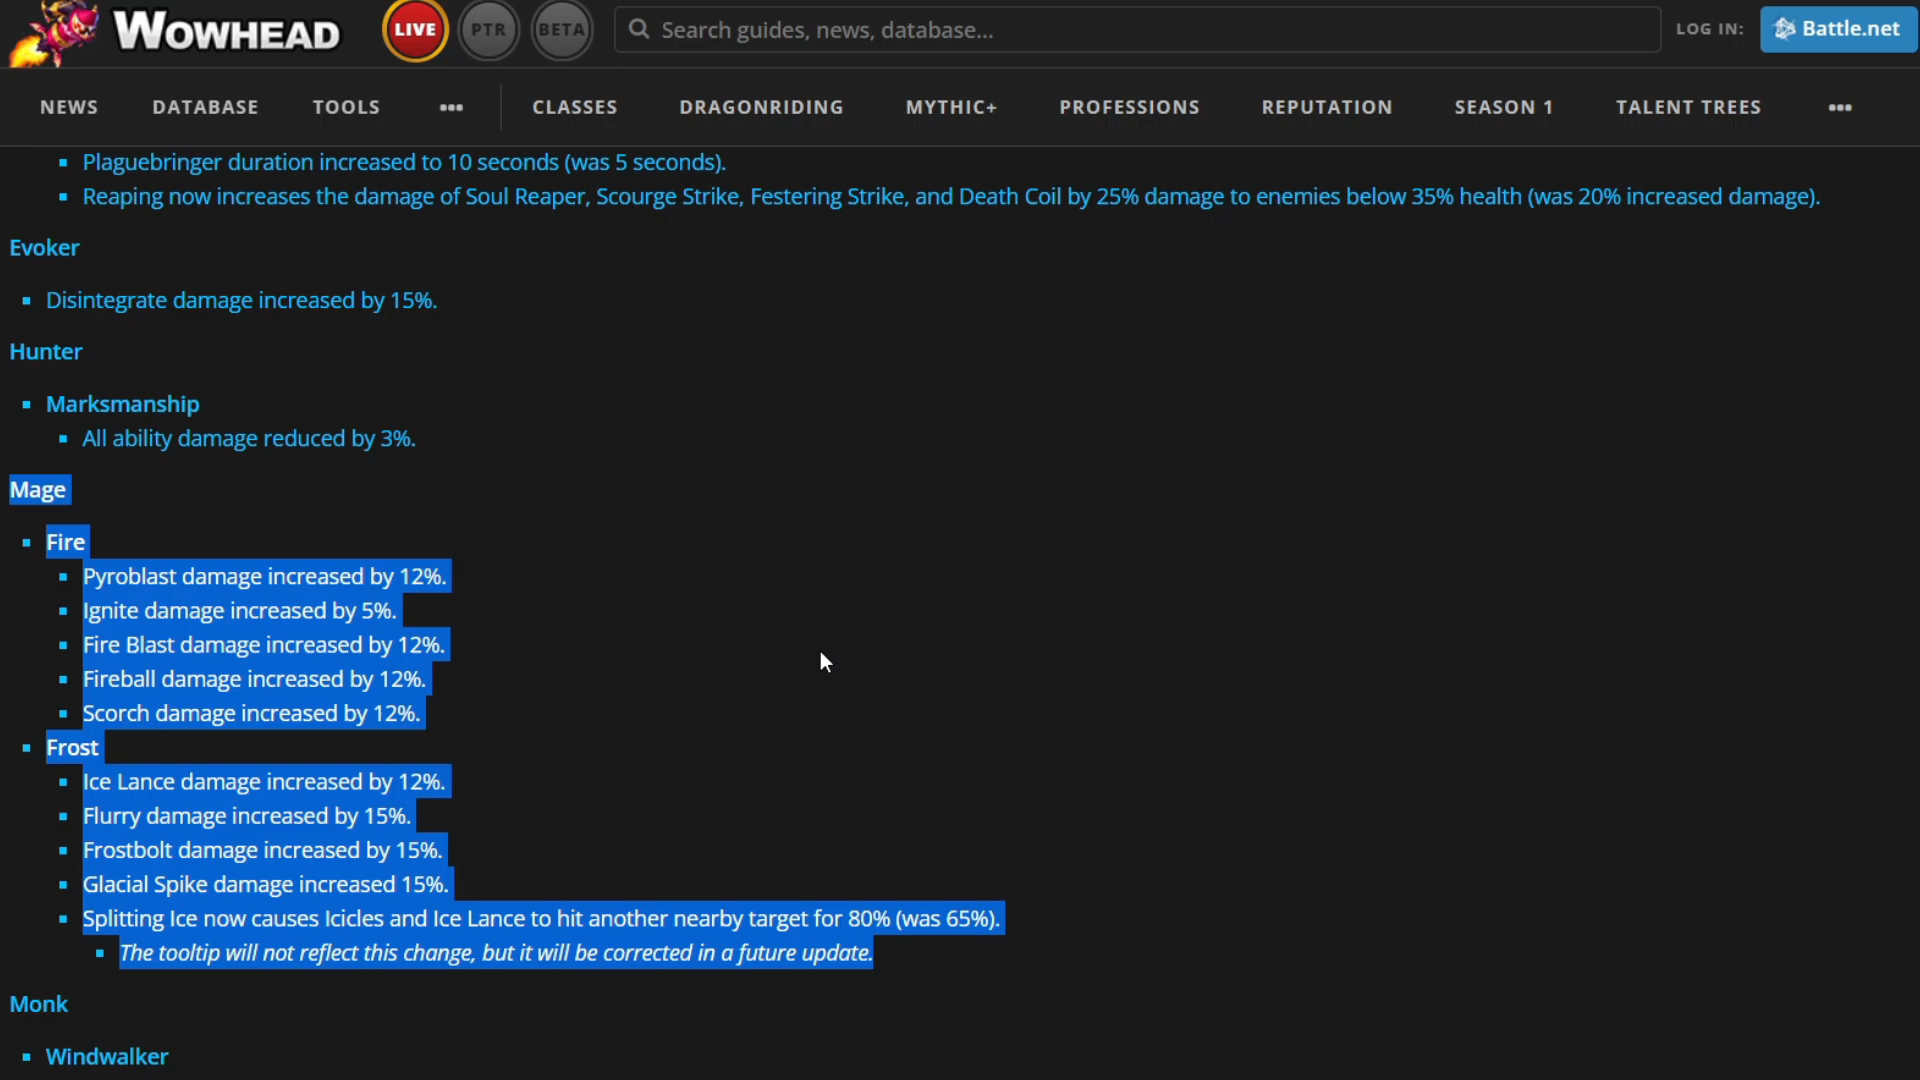 WOWHEAD
LIVE
PTR
BETA
Search guides, news, database...
LOG IN:
Battle.net
NEWS
DATABASE
TOOLS
•••
CLASSES
DRAGONRIDING
MYTHIC+
PROFESSIONS
REPUTATION
SEASON 1
TALENT TREES
•••
Plaguebringer duration increased to 10 seconds (was 5 seconds).
Reaping now increases the damage of Soul Reaper, Scourge Strike, Festering Strike, and Death Coil by 25% damage to enemies below 35% health (was 20% increased damage).
Evoker
Disintegrate damage increased by 15%.
Hunter
Marksmanship
All ability damage reduced by 3%.
Mage
Fire
Pyroblast damage increased by 12%.
Ignite damage increased by 5%.
Fire Blast damage increased by 12%.
Fireball damage increased by 12%.
Scorch damage increased by 12%.
Frost
Ice Lance damage increased by 12%.
Flurry damage increased by 15%.
Frostbolt damage increased by 15%.
Glacial Spike damage increased 15%.
Splitting Ice now causes Icicles and Ice Lance to hit another nearby target for 80% (was 65%).
The tooltip will not reflect this change, but it will be corrected in a future update.
Monk
Windwalker